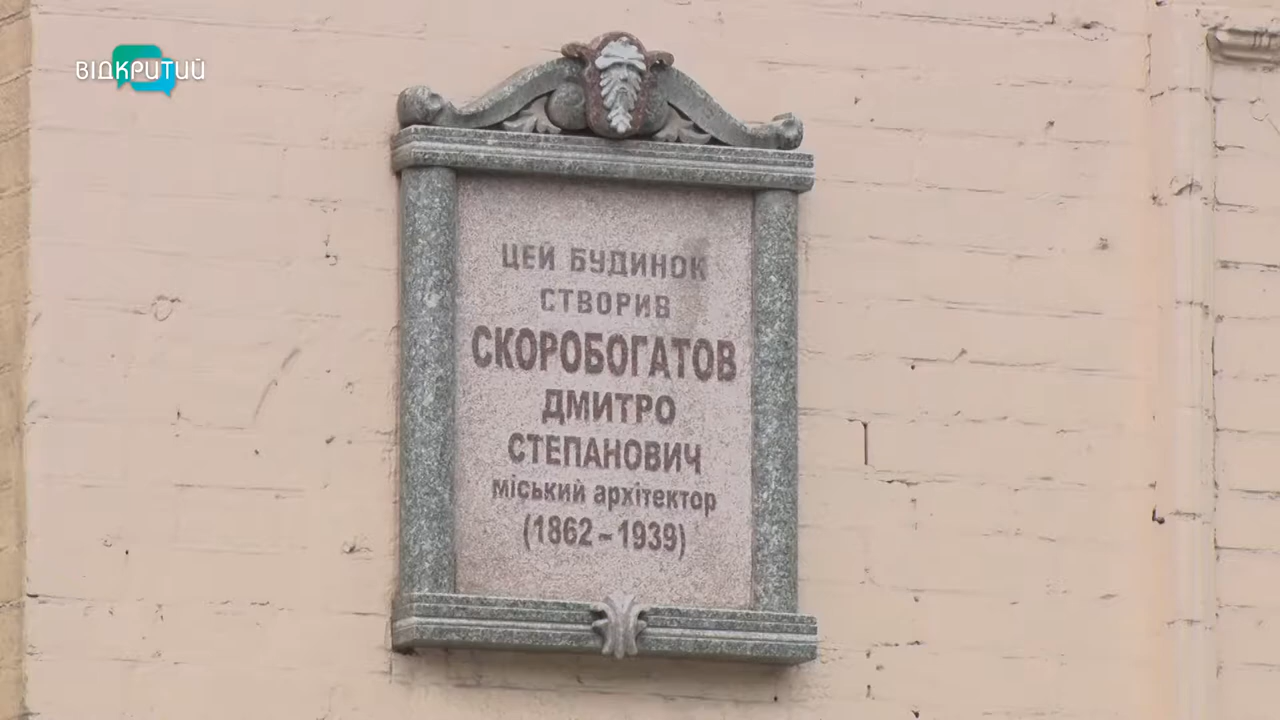 ВІДКРИТИЙ
ЦЕЙ БУДИНОК
СТВОРИВ
СКОРОБОГАТОВ
ДМИТРО
СТЕПАНОВИЧ
міський архітектор
(1862 – 1939)